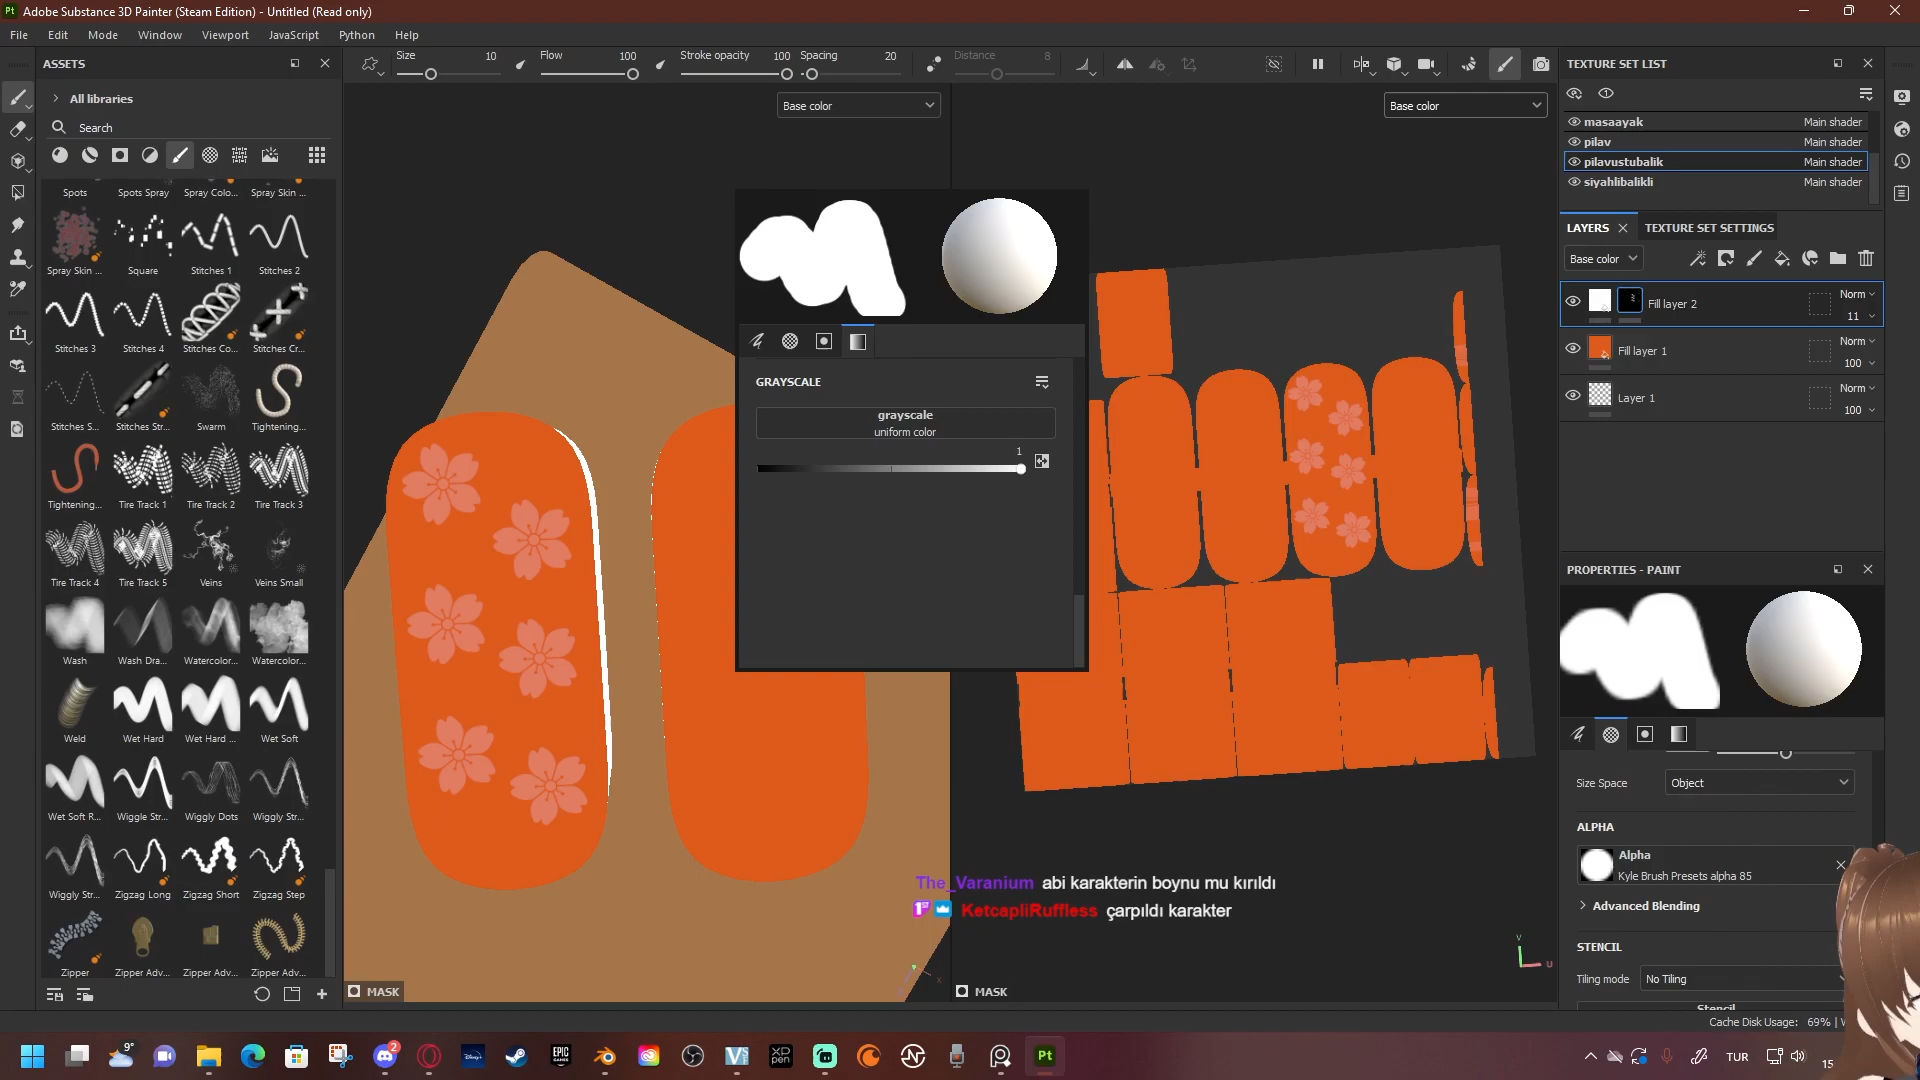 Adobe Substance 3D Painter (Steam Edition) - Untitled (Read only)
File Edit Mode Window Viewport JavaScript Python Help
Size 10 Flow 100 Stroke opacity 100 Spacing 20 Distance 8
ASSETS
All libraries
Search
Base color
Base color
Spots Spots Spray Spray Colo... Spray Skin ...
Spray Skin ... Square Stitches 1 Stitches 2
Stitches 3 Stitches 4 Stitches Co... Stitches Cr...
Stitches S... Stitches Str... Swarm Tightening...
Tightening... Tire Track 1 Tire Track 2 Tire Track 3
Tire Track 4 Tire Track 5 Veins Veins Small
Wash Wash Dra... Watercolor... Watercolor...
Weld Wet Hard Wet Hard ... Wet Soft
Wet Soft R... Wiggle Str... Wiggly Dots Wiggly Str...
Wiggly Str... Zigzag Long Zigzag Short Zigzag Step
Zipper Zipper Adv... Zipper Adv... Zipper Adv...
GRAYSCALE
grayscale
uniform color
1
MASK
MASK
The_Varanium abi karakterin boynu mu kırıldı
KetcapliRuffless çarpıldı karakter
TEXTURE SET LIST
masaayak Main shader
pilav Main shader
pilavustubalik Main shader
siyahlibalikli Main shader
LAYERS TEXTURE SET SETTINGS
Base color
Fill layer 2 Norm 11
Fill layer 1 Norm 100
Layer 1 Norm 100
PROPERTIES - PAINT
Size Space Object
ALPHA
Alpha
Kyle Brush Presets alpha 85
Advanced Blending
STENCIL
Tiling mode No Tiling
Stencil
Cache Disk Usage: 69%
9°
2
TUR
15